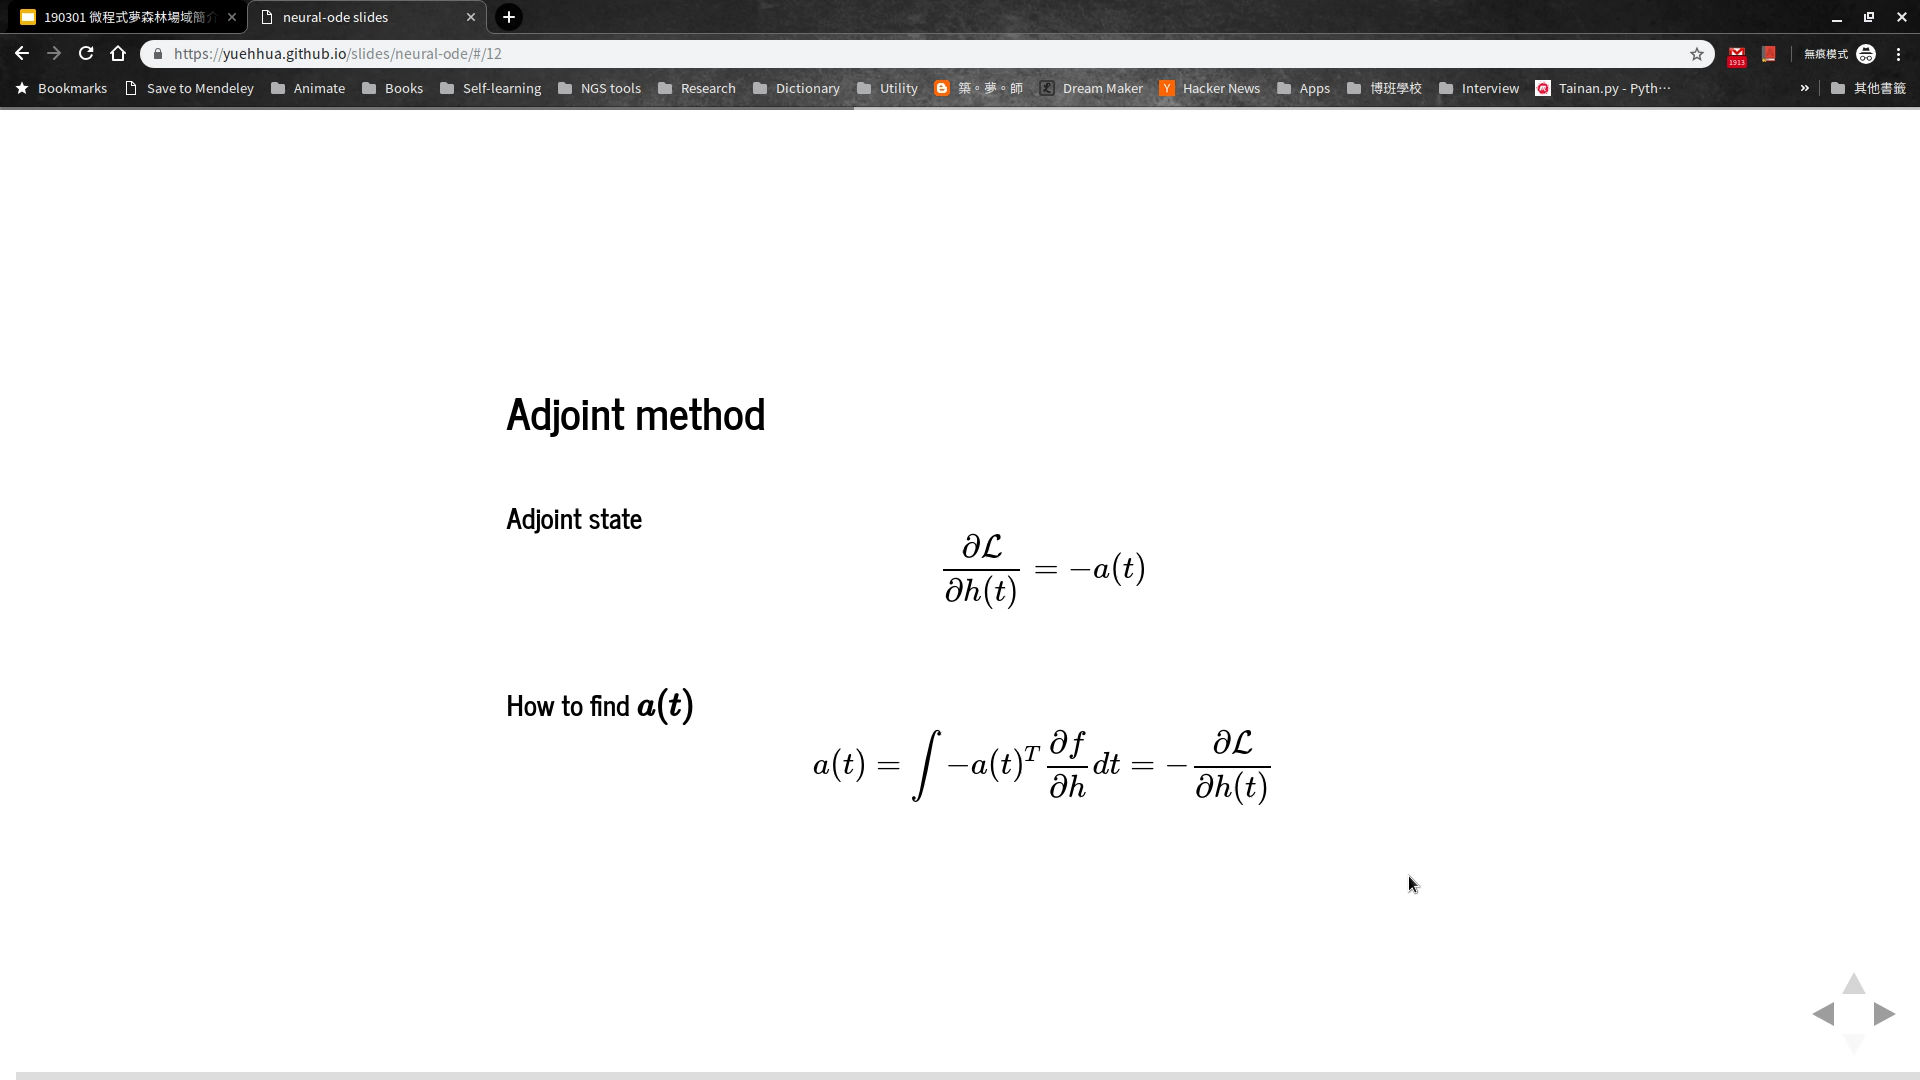 190301 微程式夢森林場域簡介
neural-ode slides
https://yuehhua.github.io/slides/neural-ode/#/12
1913
無痕模式
Bookmarks Save to Mendeley Animate Books Self-learning NGS tools Research Dictionary Utility 築。夢。師 Dream Maker Hacker News Apps 博班學校 Interview Tainan.py - Pyth… » 其他書籤
Adjoint method
Adjoint state
∂ℒ/∂h(t) = −a(t)
How to find a(t)
a(t) = ∫ −a(t)^T ∂f/∂h dt = − ∂ℒ/∂h(t)